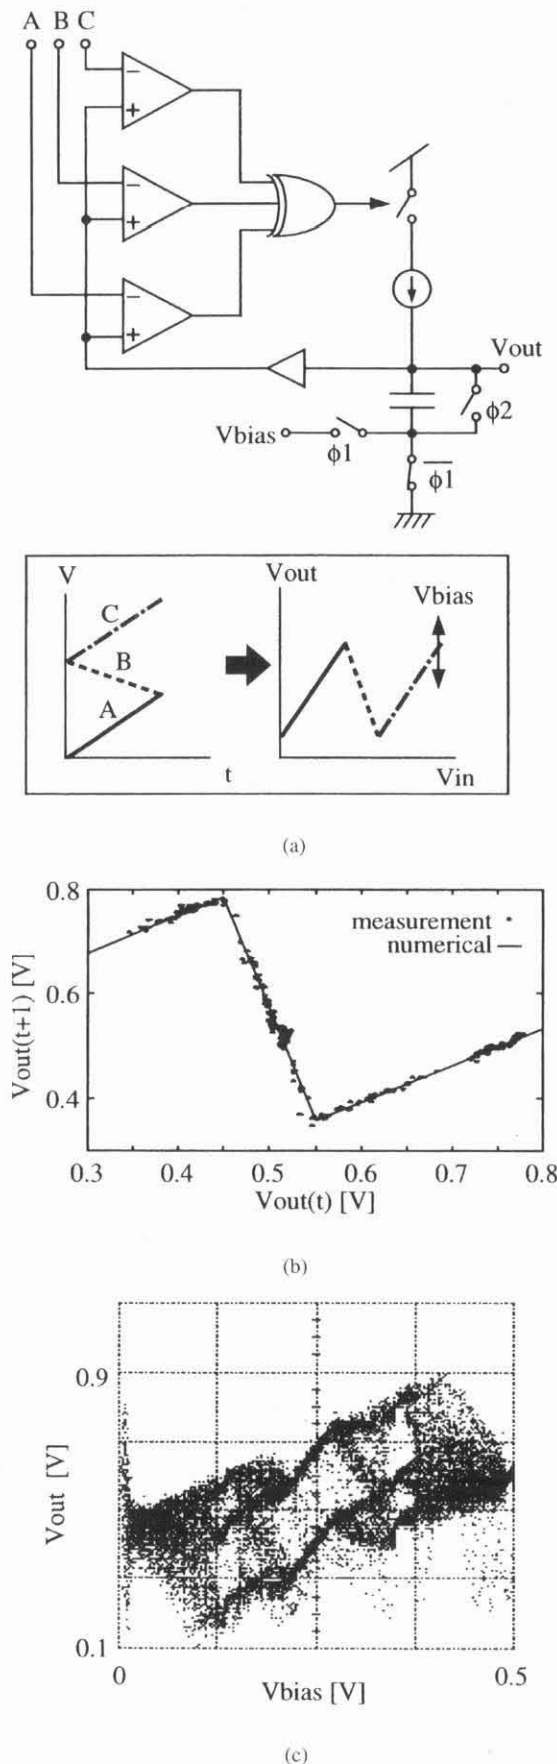 A B C
−
+
−
+
−
+
Vout
Vbias
ϕ1
ϕ2
ϕ1
V
Vout
C
Vbias
B
A
t
Vin
(a)
0.8
measurement
numerical
0.6
Vout(t+1) [V]
0.4
0.3 0.4 0.5 0.6 0.7 0.8
Vout(t) [V]
(b)
0.9
Vout [V]
0.1
0 0.5
Vbias [V]
(c)